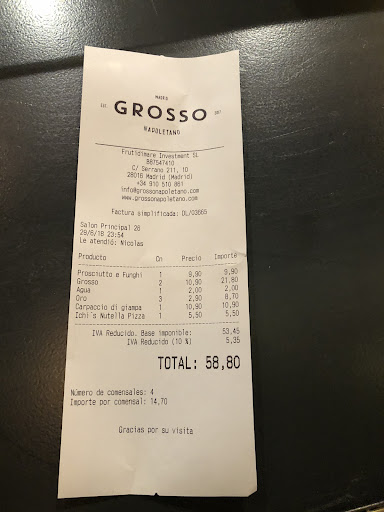 MADRID
EST. 2017
GROSSO
NAPOLETANO
Frutidimare Investment SL
B87547410
C/ Serrano 211, 10
28016 Madrid (Madrid)
+34 910 510 861
info@grossonapoletano.com
www.grossonapoletano.com
Factura simplificada: DL/03665
Salon Principal 26
29/6/18 23:54
Le atendió: Nicolas
Producto Cn Precio Importe
Prosciutto e Funghi 1 9,90 9,90
Grosso 2 10,90 21,80
Agua 1 2,00 2,00
Oro 3 2,90 8,70
Carpaccio di giampa 1 10,90 10,90
Ichi´s Nutella Pizza 1 5,50 5,50
IVA Reducido. Base imponible: 53,45
IVA Reducido (10 %) 5,35
TOTAL: 58,80
Número de comensales: 4
Importe por comensal: 14,70
Gracias por su visita